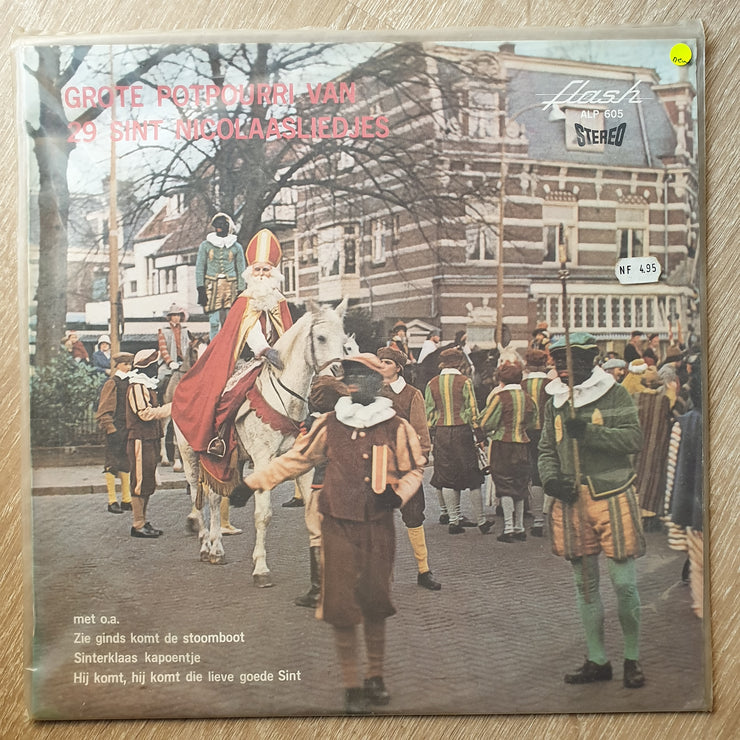 GROTE POTPOURRI VAN
29 SINT NICOLAASLIEDJES
flash
ALP 605
STEREO
NF 4.95
met o.a.
Zie ginds komt de stoomboot
Sinterklaas kapoentje
Hij komt, hij komt die lieve goede Sint